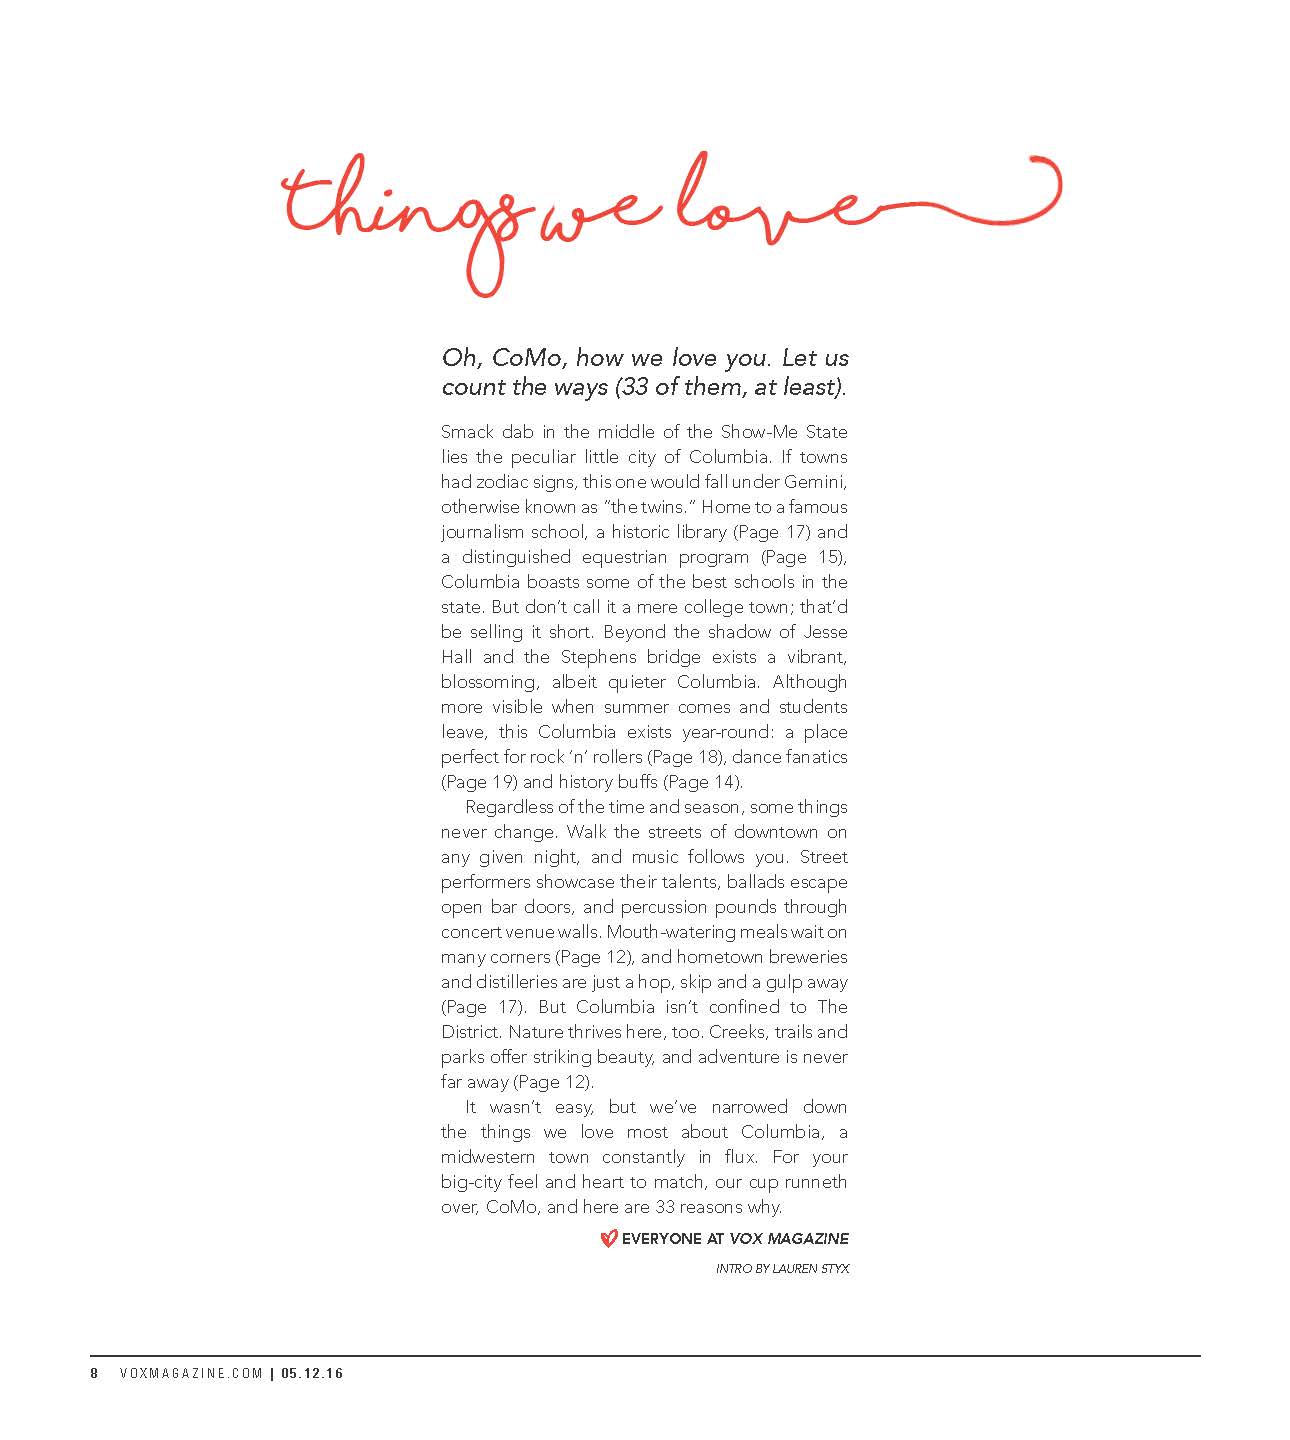 things we love
Oh, CoMo, how we love you. Let us
count the ways (33 of them, at least).
Smack dab in the middle of the Show-Me State
lies the peculiar little city of Columbia. If towns
had zodiac signs, this one would fall under Gemini,
otherwise known as “the twins.” Home to a famous
journalism school, a historic library (Page 17) and
a distinguished equestrian program (Page 15),
Columbia boasts some of the best schools in the
state. But don’t call it a mere college town; that’d
be selling it short. Beyond the shadow of Jesse
Hall and the Stephens bridge exists a vibrant,
blossoming, albeit quieter Columbia. Although
more visible when summer comes and students
leave, this Columbia exists year-round: a place
perfect for rock ‘n’ rollers (Page 18), dance fanatics
(Page 19) and history buffs (Page 14).
Regardless of the time and season, some things
never change. Walk the streets of downtown on
any given night, and music follows you. Street
performers showcase their talents, ballads escape
open bar doors, and percussion pounds through
concert venue walls. Mouth-watering meals wait on
many corners (Page 12), and hometown breweries
and distilleries are just a hop, skip and a gulp away
(Page 17). But Columbia isn’t confined to The
District. Nature thrives here, too. Creeks, trails and
parks offer striking beauty, and adventure is never
far away (Page 12).
It wasn’t easy, but we’ve narrowed down
the things we love most about Columbia, a
midwestern town constantly in flux. For your
big-city feel and heart to match, our cup runneth
over, CoMo, and here are 33 reasons why.
EVERYONE AT VOX MAGAZINE
INTRO BY LAUREN STYX
8 VOXMAGAZINE.COM | 05.12.16